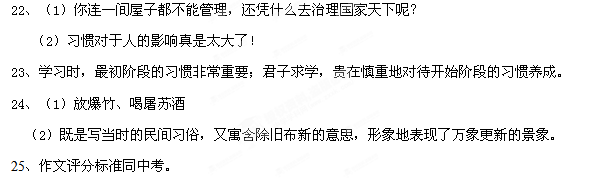 22、（1）你连一间屋子都不能管理，还凭什么去治理国家天下呢？
（2）习惯对于人的影响真是太大了！
23、学习时，最初阶段的习惯非常重要；君子求学，贵在慎重地对待开始阶段的习惯养成。
24、（1）放爆竹、喝屠苏酒
（2）既是写当时的民间习俗，又寓含除旧布新的意思，形象地表现了万象更新的景象。
25、作文评分标准同中考。